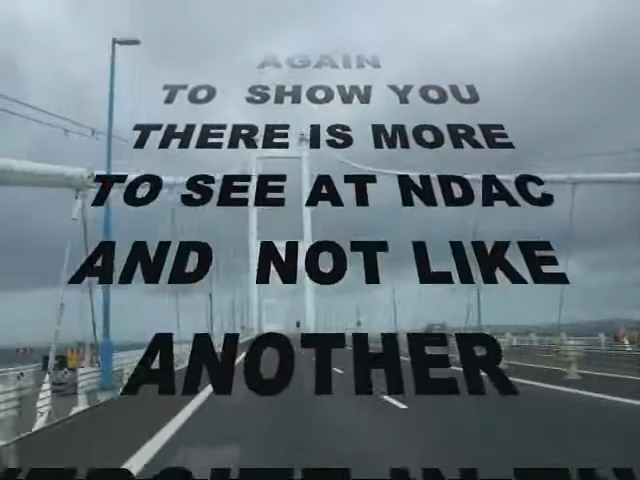 AGAIN
TO SHOW YOU
THERE IS MORE
TO SEE AT NDAC
AND NOT LIKE
ANOTHER